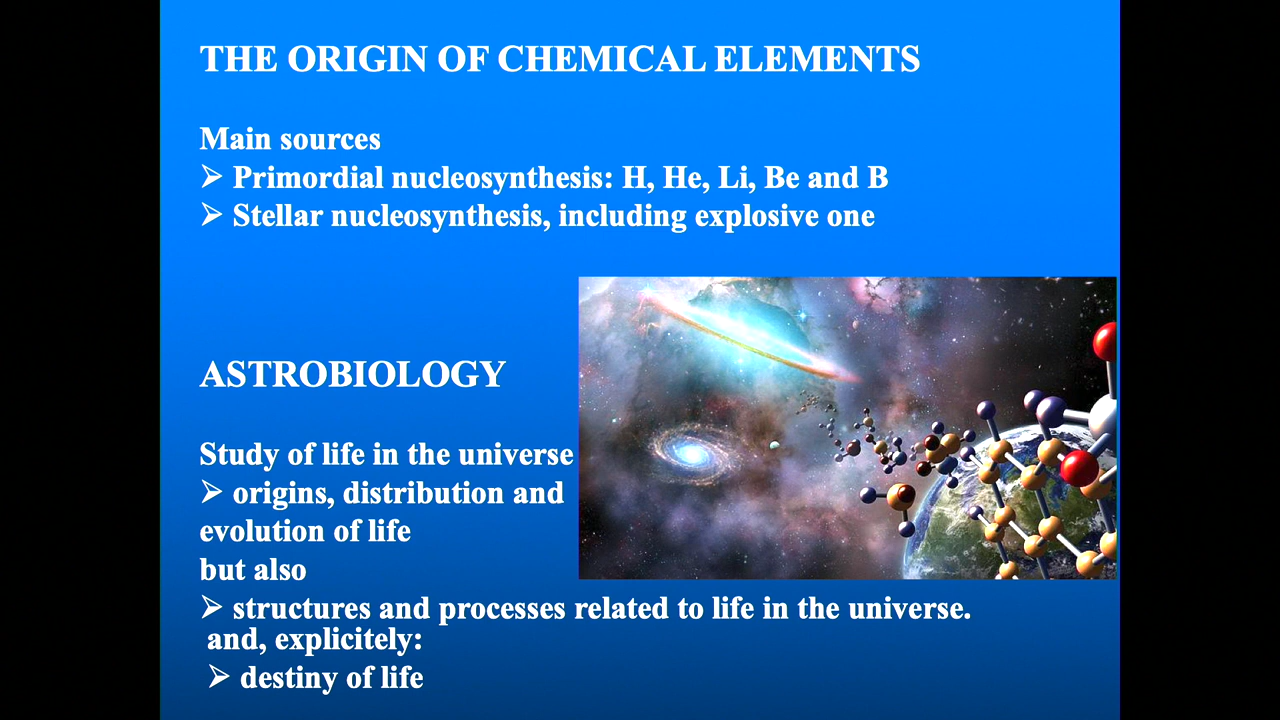 THE ORIGIN OF CHEMICAL ELEMENTS
Main sources
➢ Primordial nucleosynthesis: H, He, Li, Be and B
➢ Stellar nucleosynthesis, including explosive one
ASTROBIOLOGY
Study of life in the universe
➢ origins, distribution and
evolution of life
but also
➢ structures and processes related to life in the universe.
and, explicitely:
➢ destiny of life